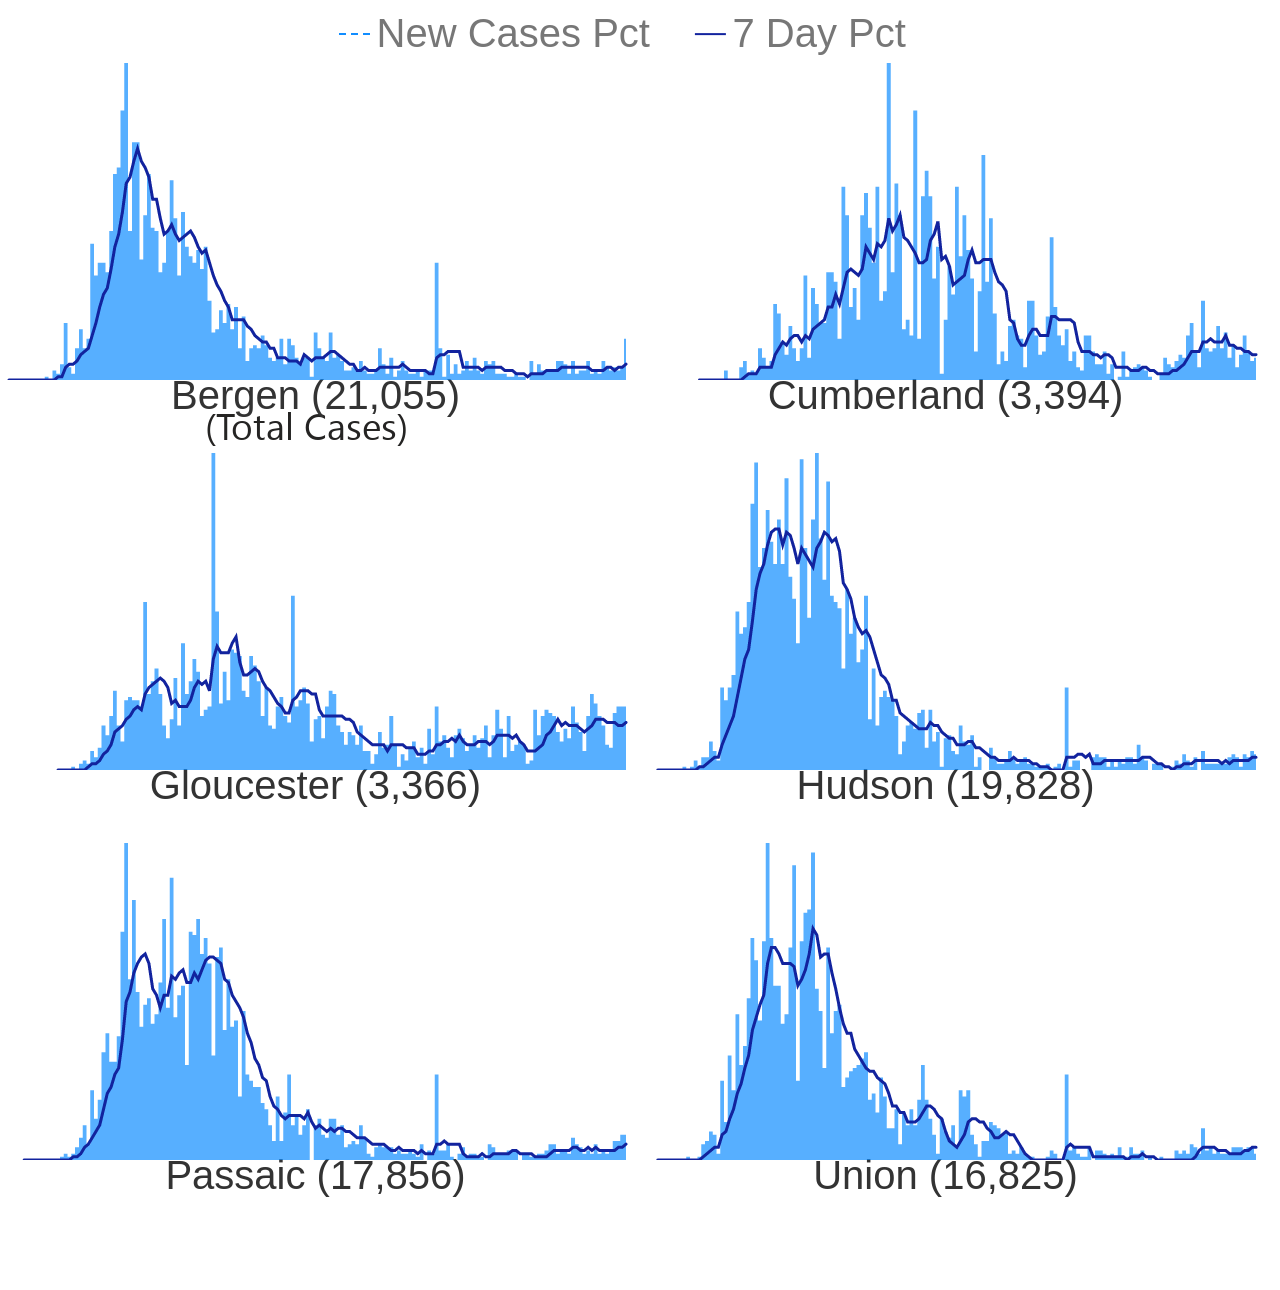 New Cases Pct 7 Day Pct
Bergen (21,055)
(Total Cases)
Cumberland (3,394)
Gloucester (3,366)
Hudson (19,828)
Passaic (17,856)
Union (16,825)